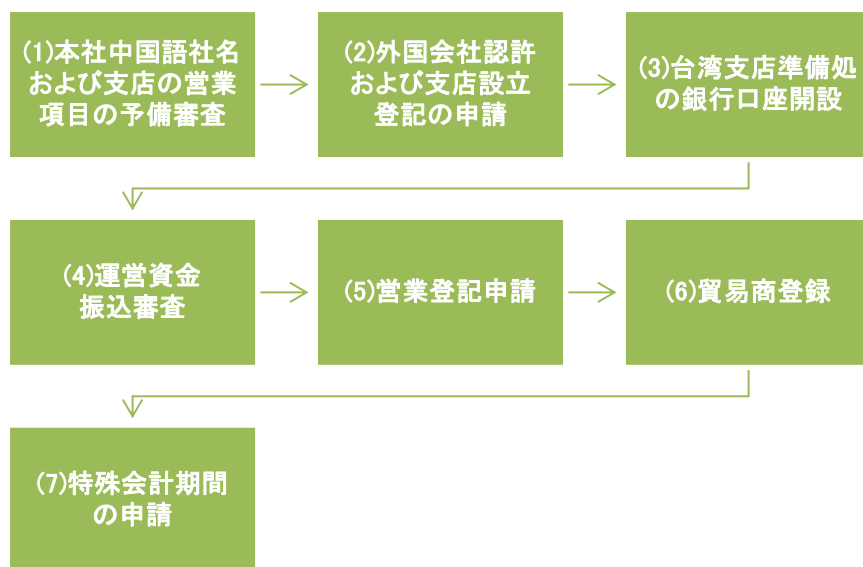 (1)本社中国語社名
および支店の営業
項目の予備審査
(2)外国会社認許
および支店設立
登記の申請
(3)台湾支店準備処
の銀行口座開設
(4)運営資金
振込審査
(5)営業登記申請
(6)貿易商登録
(7)特殊会計期間
の申請